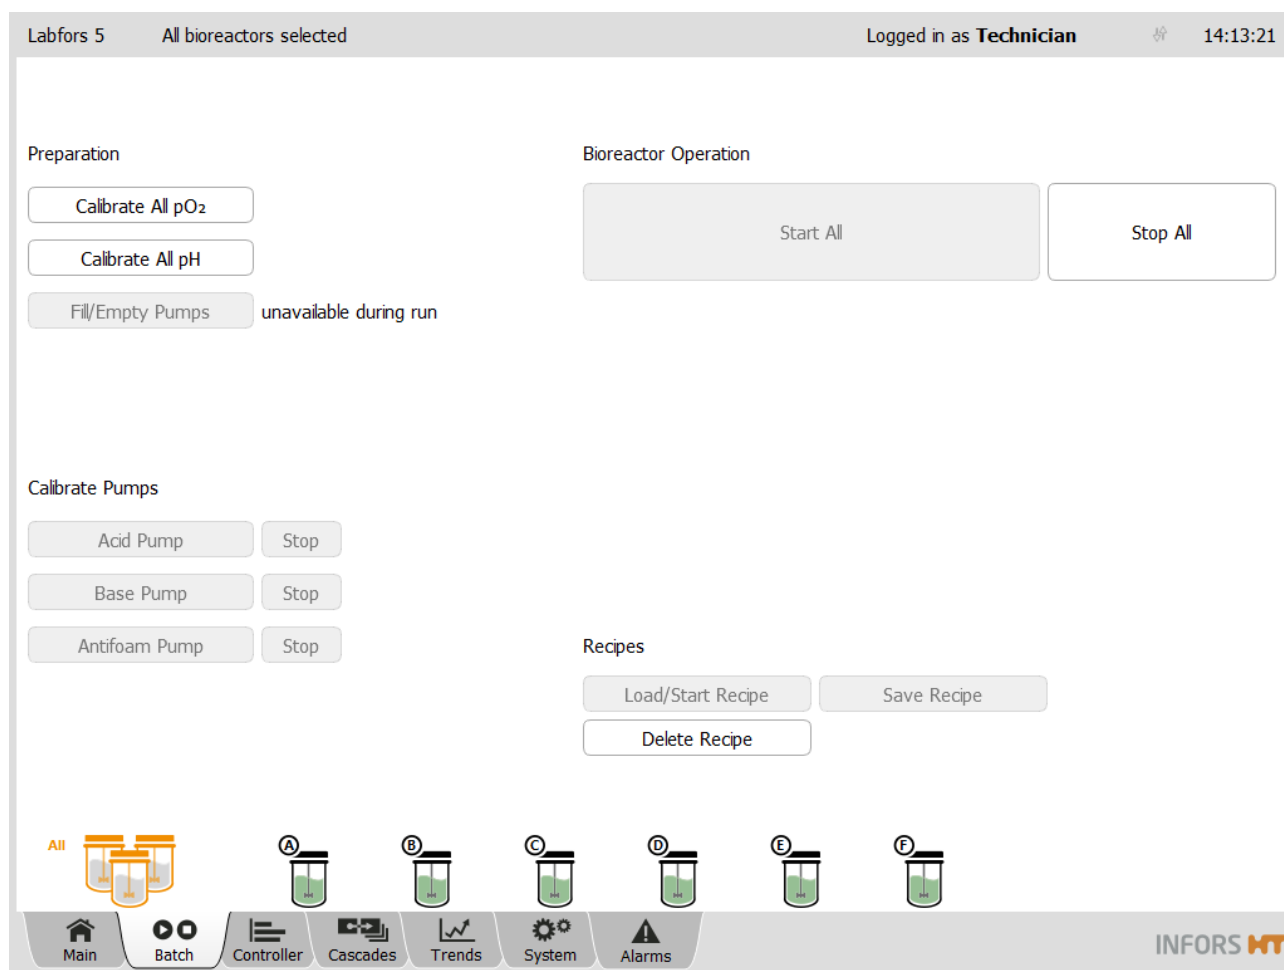 Labfors 5 All bioreactors selected Logged in as Technician 14:13:21
Preparation
Bioreactor Operation
Calibrate All pO₂
Calibrate All pH
Fill/Empty Pumps unavailable during run
Start All
Stop All
Calibrate Pumps
Acid Pump Stop
Base Pump Stop
Antifoam Pump Stop
Recipes
Load/Start Recipe Save Recipe
Delete Recipe
All A B C D E F
Main Batch Controller Cascades Trends System Alarms
INFORS HT